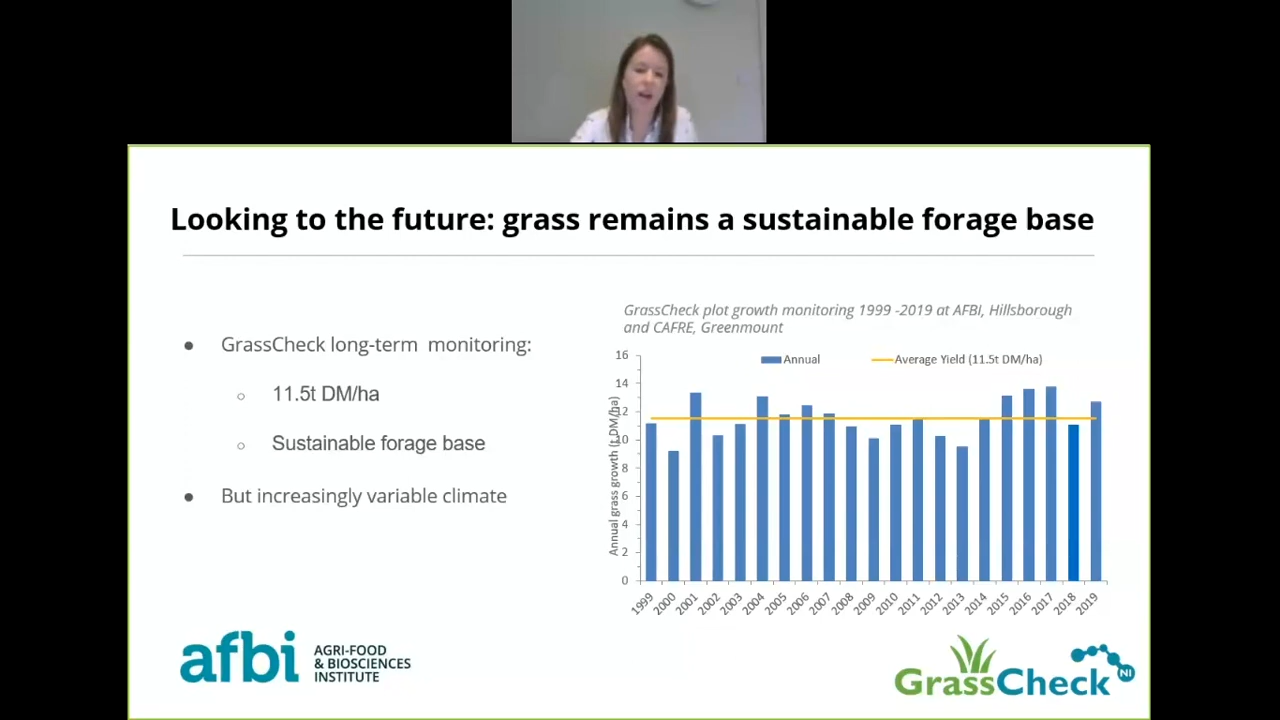 Looking to the future: grass remains a sustainable forage base
● GrassCheck long-term monitoring:
○ 11.5t DM/ha
○ Sustainable forage base
● But increasingly variable climate
GrassCheck plot growth monitoring 1999 -2019 at AFBI, Hillsborough
and CAFRE, Greenmount
Annual
Average Yield (11.5t DM/ha)
Annual grass growth (t DM/ha)
16
14
12
10
8
6
4
2
0
1999 2000 2001 2002 2003 2004 2005 2006 2007 2008 2009 2010 2011 2012 2013 2014 2015 2016 2017 2018 2019
afbi
AGRI-FOOD
& BIOSCIENCES
INSTITUTE
GrassCheck
NI